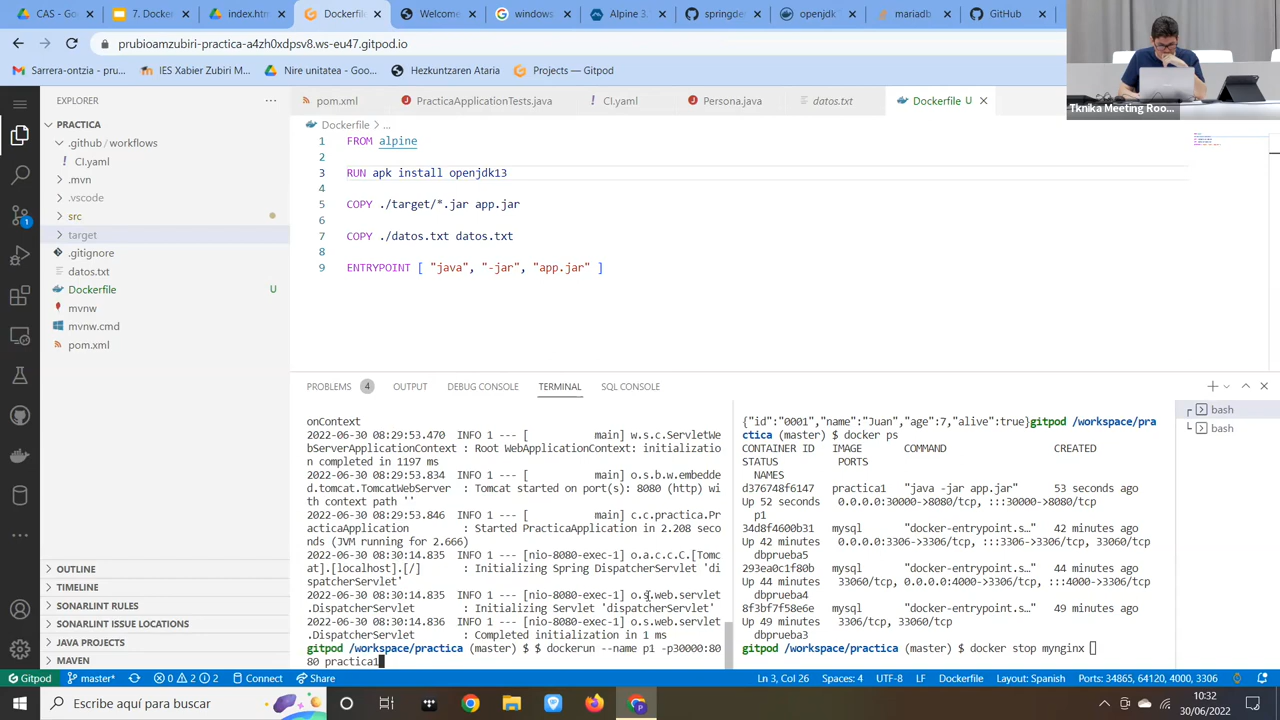 PRUEBA
README
spring ini
Alpine 3.
springde
openjdk
mariadb
prubioamzubiri-practica-a4zh0xdpsv8.ws-eu47.gitpod.io
Sarrera-ontzia - pru...
IES Xabier Zubiri M...
Nire unitatea – Goo...
Hezkuntzaren Ataria
Projects — Gitpod
Tknika Meeting Roo...
EXPLORER
pom.xml
PracticaApplicationTests.java
CI.yaml
Persona.java
datos.txt
Dockerfile U
PRACTICA
.github / workflows
CI.yaml
.mvn
.vscode
src
target
.gitignore
datos.txt
Dockerfile U
mvnw
mvnw.cmd
pom.xml
OUTLINE
TIMELINE
SONARLINT RULES
SONARLINT ISSUE LOCATIONS
JAVA PROJECTS
MAVEN
Dockerfile > ...
1 FROM alpine
2
3 RUN apk install openjdk13
4
5 COPY ./target/*.jar app.jar
6
7 COPY ./datos.txt datos.txt
8
9 ENTRYPOINT [ "java", "-jar", "app.jar" ]
PROBLEMS 4 OUTPUT DEBUG CONSOLE TERMINAL SQL CONSOLE
onContext
2022-06-30 08:29:53.470 INFO 1 --- [ main] w.s.c.ServletWe
bServerApplicationContext : Root WebApplicationContext: initializatio
n completed in 1197 ms
2022-06-30 08:29:53.834 INFO 1 --- [ main] o.s.b.w.embedde
d.tomcat.TomcatWebServer : Tomcat started on port(s): 8080 (http) wi
th context path ''
2022-06-30 08:29:53.846 INFO 1 --- [ main] c.c.practica.Pr
acticaApplication : Started PracticaApplication in 2.208 seco
nds (JVM running for 2.666)
2022-06-30 08:30:14.835 INFO 1 --- [nio-8080-exec-1] o.a.c.c.C.[Tomc
at].[localhost].[/] : Initializing Spring DispatcherServlet 'di
spatcherServlet'
2022-06-30 08:30:14.835 INFO 1 --- [nio-8080-exec-1] o.s.web.servlet
.DispatcherServlet : Initializing Servlet 'dispatcherServlet'
2022-06-30 08:30:14.836 INFO 1 --- [nio-8080-exec-1] o.s.web.servlet
.DispatcherServlet : Completed initialization in 1 ms
gitpod /workspace/practica (master) $ $ dockerun --name p1 -p30000:80
80 practica1
{"id":"0001","name":"Juan","age":7,"alive":true}gitpod /workspace/pra
ctica (master) $ docker ps
CONTAINER ID IMAGE COMMAND CREATED
STATUS PORTS
NAMES
d376748f6147 practica1 "java -jar app.jar" 53 seconds ago
Up 52 seconds 0.0.0.0:30000->8080/tcp, :::30000->8080/tcp
p1
34d8f4600b31 mysql "docker-entrypoint.s…" 42 minutes ago
Up 42 minutes 0.0.0.0:3306->3306/tcp, :::3306->3306/tcp, 33060/tcp
dbprueba5
293ea0c1f80b mysql "docker-entrypoint.s…" 44 minutes ago
Up 44 minutes 33060/tcp, 0.0.0.0:4000->3306/tcp, :::4000->3306/tcp
dbprueba4
8f3bf7f58e6e mysql "docker-entrypoint.s…" 49 minutes ago
Up 49 minutes 3306/tcp, 33060/tcp
dbprueba3
gitpod /workspace/practica (master) $ docker stop mynginx
bash
bash
Gitpod master* 0 2 2 Connect Share Ln 3, Col 26 Spaces: 4 UTF-8 LF Dockerfile Layout: Spanish Ports: 34865, 64120, 4000, 3306
Escribe aquí para buscar
10:32
30/06/2022